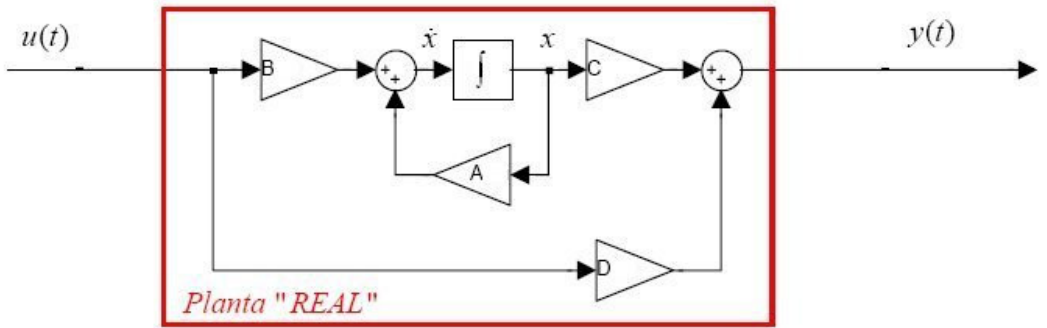 u(t)
ẋ
x
y(t)
B
+
+
∫
C
+
+
A
D
Planta "REAL"